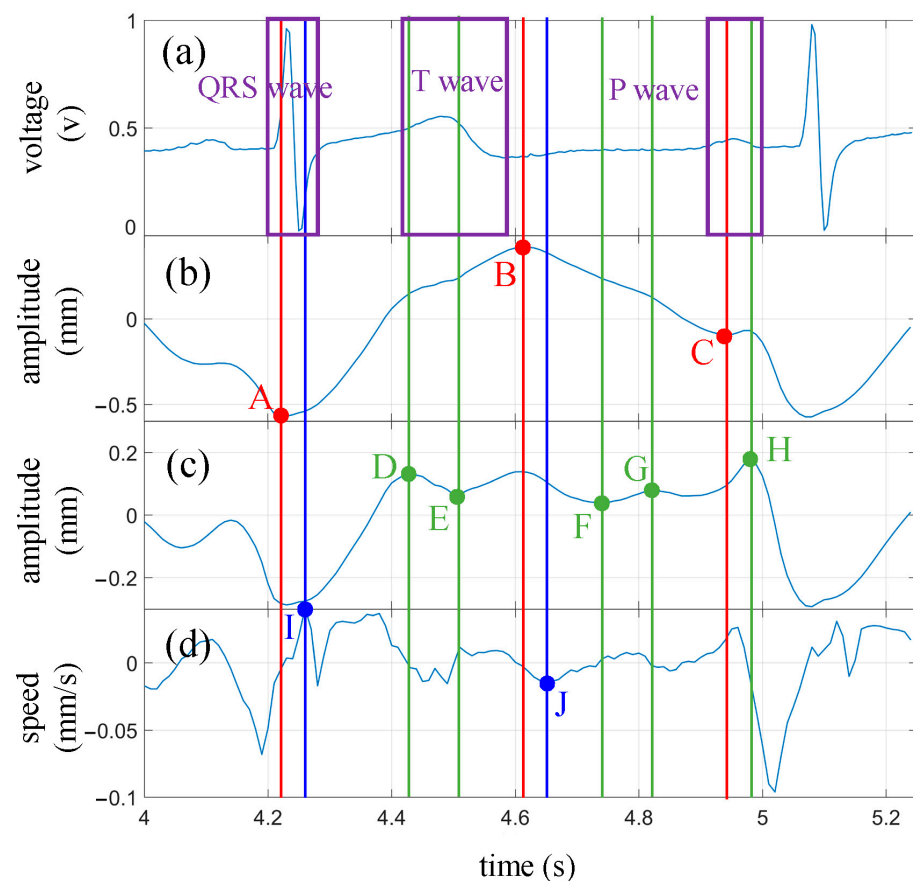 (a)
QRS wave
T wave
P wave
voltage
(v)
1
0.5
0
(b)
B
C
A
amplitude
(mm)
0
−0.5
(c)
D
E
F
G
H
amplitude
(mm)
0.2
0
−0.2
(d)
I
J
speed
(mm/s)
0
−0.05
−0.1
4
4.2
4.4
4.6
4.8
5
5.2
time (s)